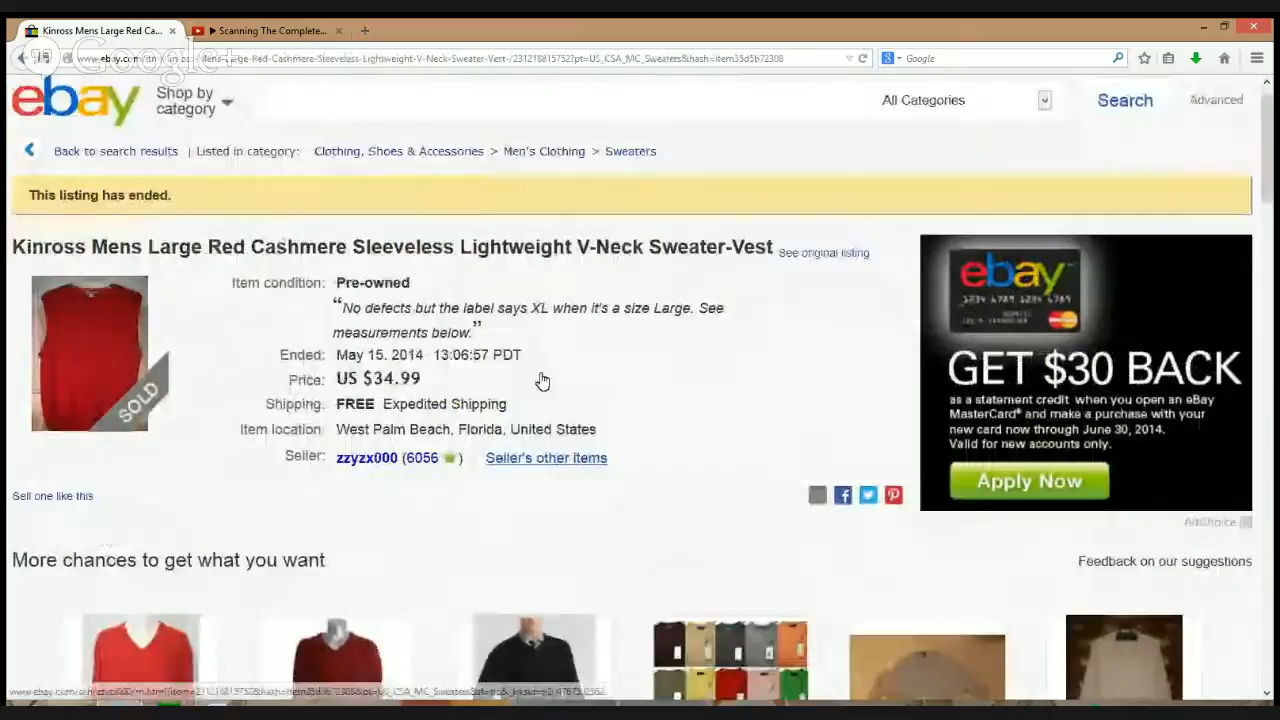 Kinross Mens Large Red Ca...
Scanning The Complete...
Google+
Google
ebay
Shop by
category
All Categories
Search
Advanced
Back to search results | Listed in category: Clothing, Shoes & Accessories > Men's Clothing > Sweaters
This listing has ended.
Kinross Mens Large Red Cashmere Sleeveless Lightweight V-Neck Sweater-Vest See original listing
SOLD
Item condition: Pre-owned
"No defects but the label says XL when it's a size Large. See
measurements below."
Ended: May 15, 2014 13:06:57 PDT
Price: US $34.99
Shipping: FREE Expedited Shipping
Item location: West Palm Beach, Florida, United States
Seller: zzyzx000 (6056 ) Seller's other items
Sell one like this
ebay
GET $30 BACK
as a statement credit when you open an eBay
MasterCard® and make a purchase with your
new card now through June 30, 2014.
Valid for new accounts only.
Apply Now
AdChoice
More chances to get what you want
Feedback on our suggestions